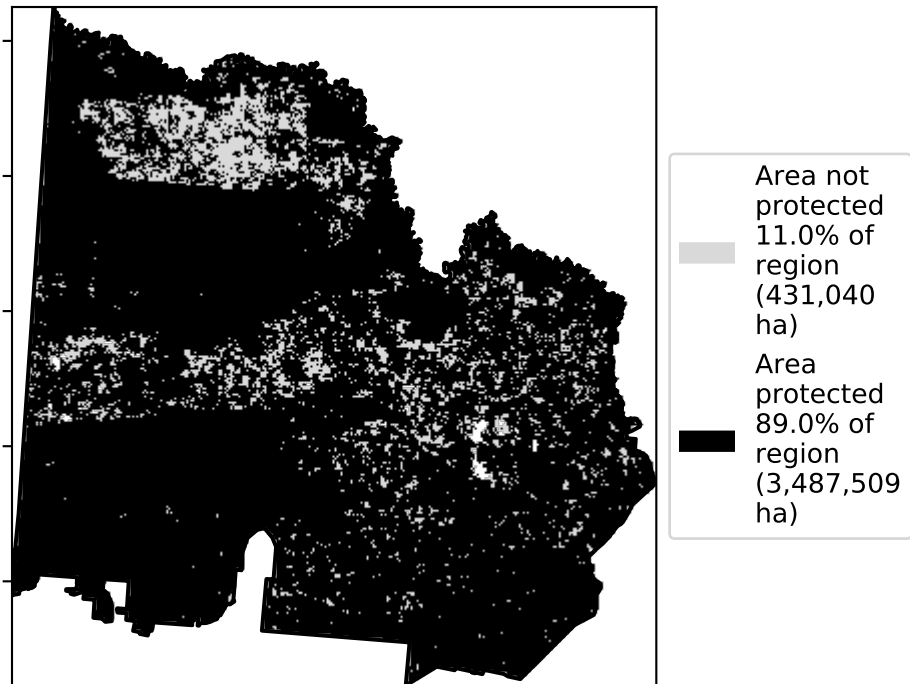 Area not
protected
11.0% of
region
(431,040
ha)
Area
protected
89.0% of
region
(3,487,509
ha)